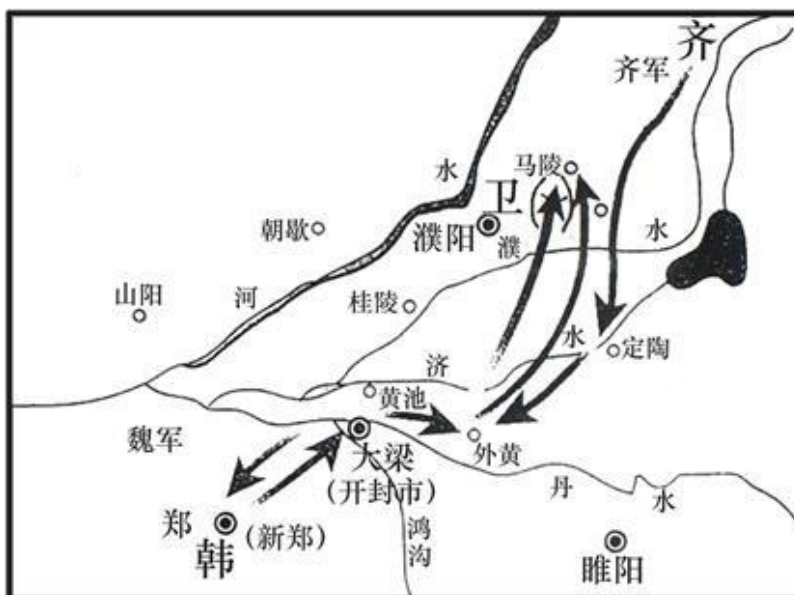 齐
齐军
马陵
水
卫
濮阳
朝歌
濮
水
河
山阳
桂陵
水
定陶
济
黄池
魏军
大梁
(开封市)
外黄
丹
水
郑
(新郑)
韩
鸿沟
睢阳